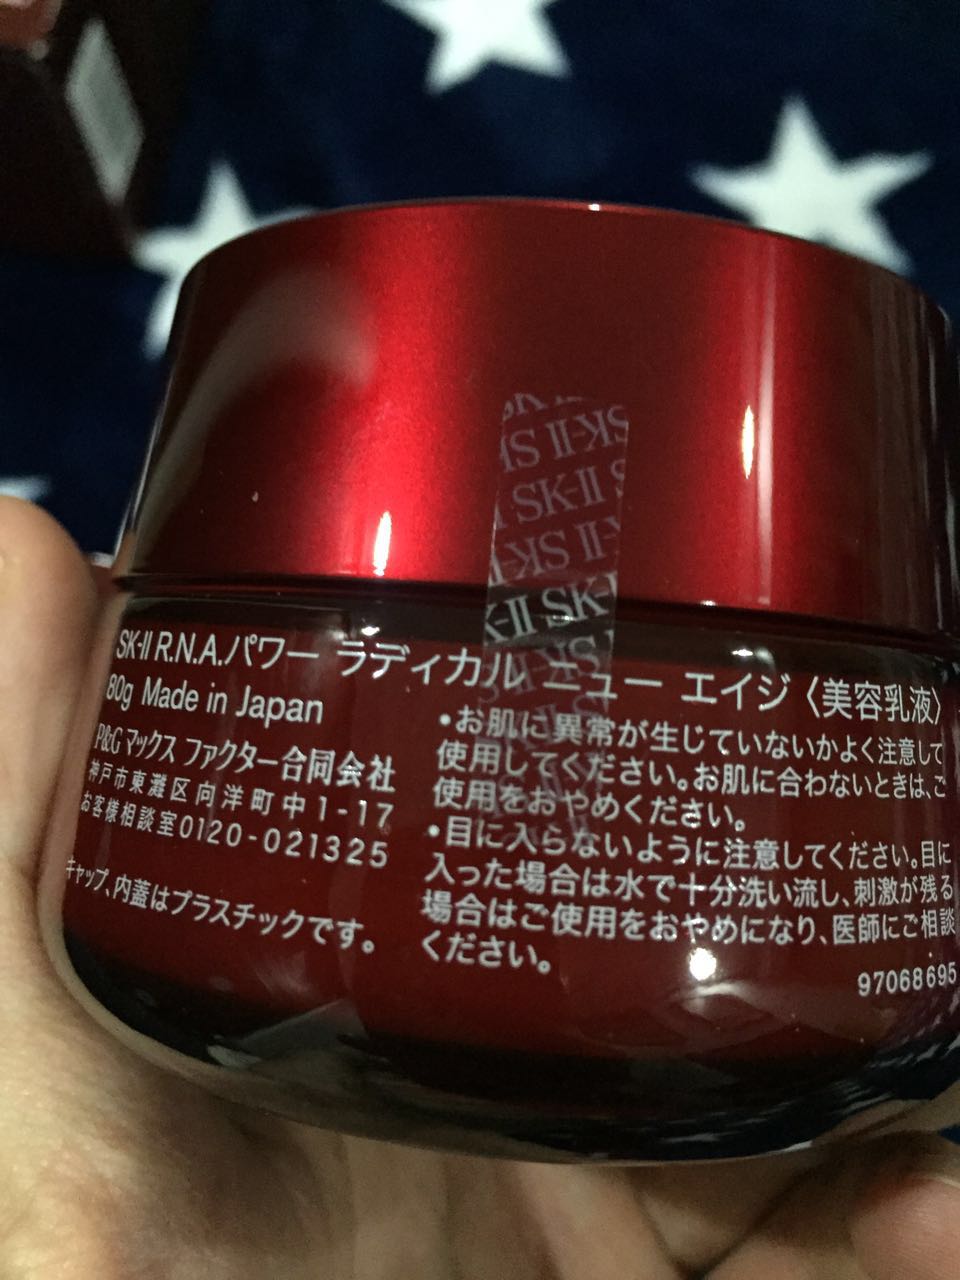 SK-II SK
SK-II
SK-II
SK-II SK-II
SK-II R.N.A.パワー ラディカル ニュー エイジ〈美容乳液〉
80g Made in Japan
P&G マックス ファクター合同会社
神戸市東灘区向洋町中1-17
お客様相談室0120-021325
キャップ、内蓋はプラスチックです。
•お肌に異常が生じていないかよく注意して
使用してください。お肌に合わないときは、ご
使用をおやめください。
•目に入らないように注意してください。目に
入った場合は水で十分洗い流し、刺激が残る
場合はご使用をおやめになり、医師にご相談
ください。
97068695